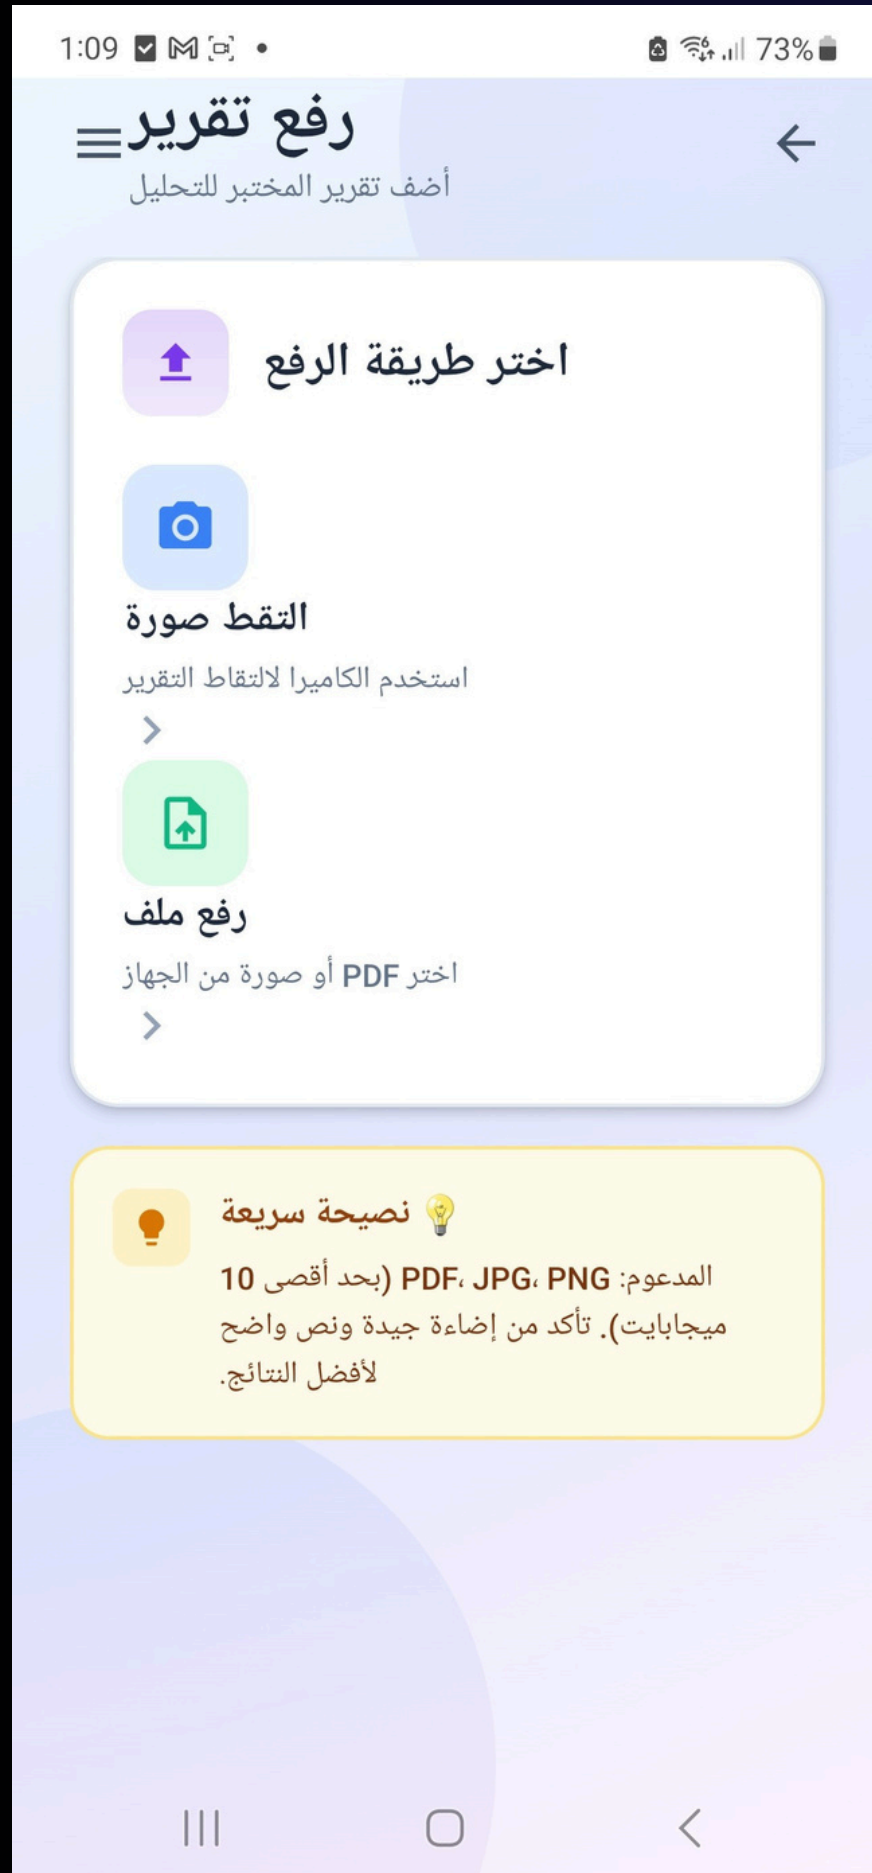 1:09
73%
رفع تقرير
أضف تقرير المختبر للتحليل
اختر طريقة الرفع
التقط صورة
استخدم الكاميرا لالتقاط التقرير
رفع ملف
اختر PDF أو صورة من الجهاز
💡 نصيحة سريعة
المدعوم: PDF، JPG، PNG (بحد أقصى 10
ميجابايت). تأكد من إضاءة جيدة ونص واضح
لأفضل النتائج.